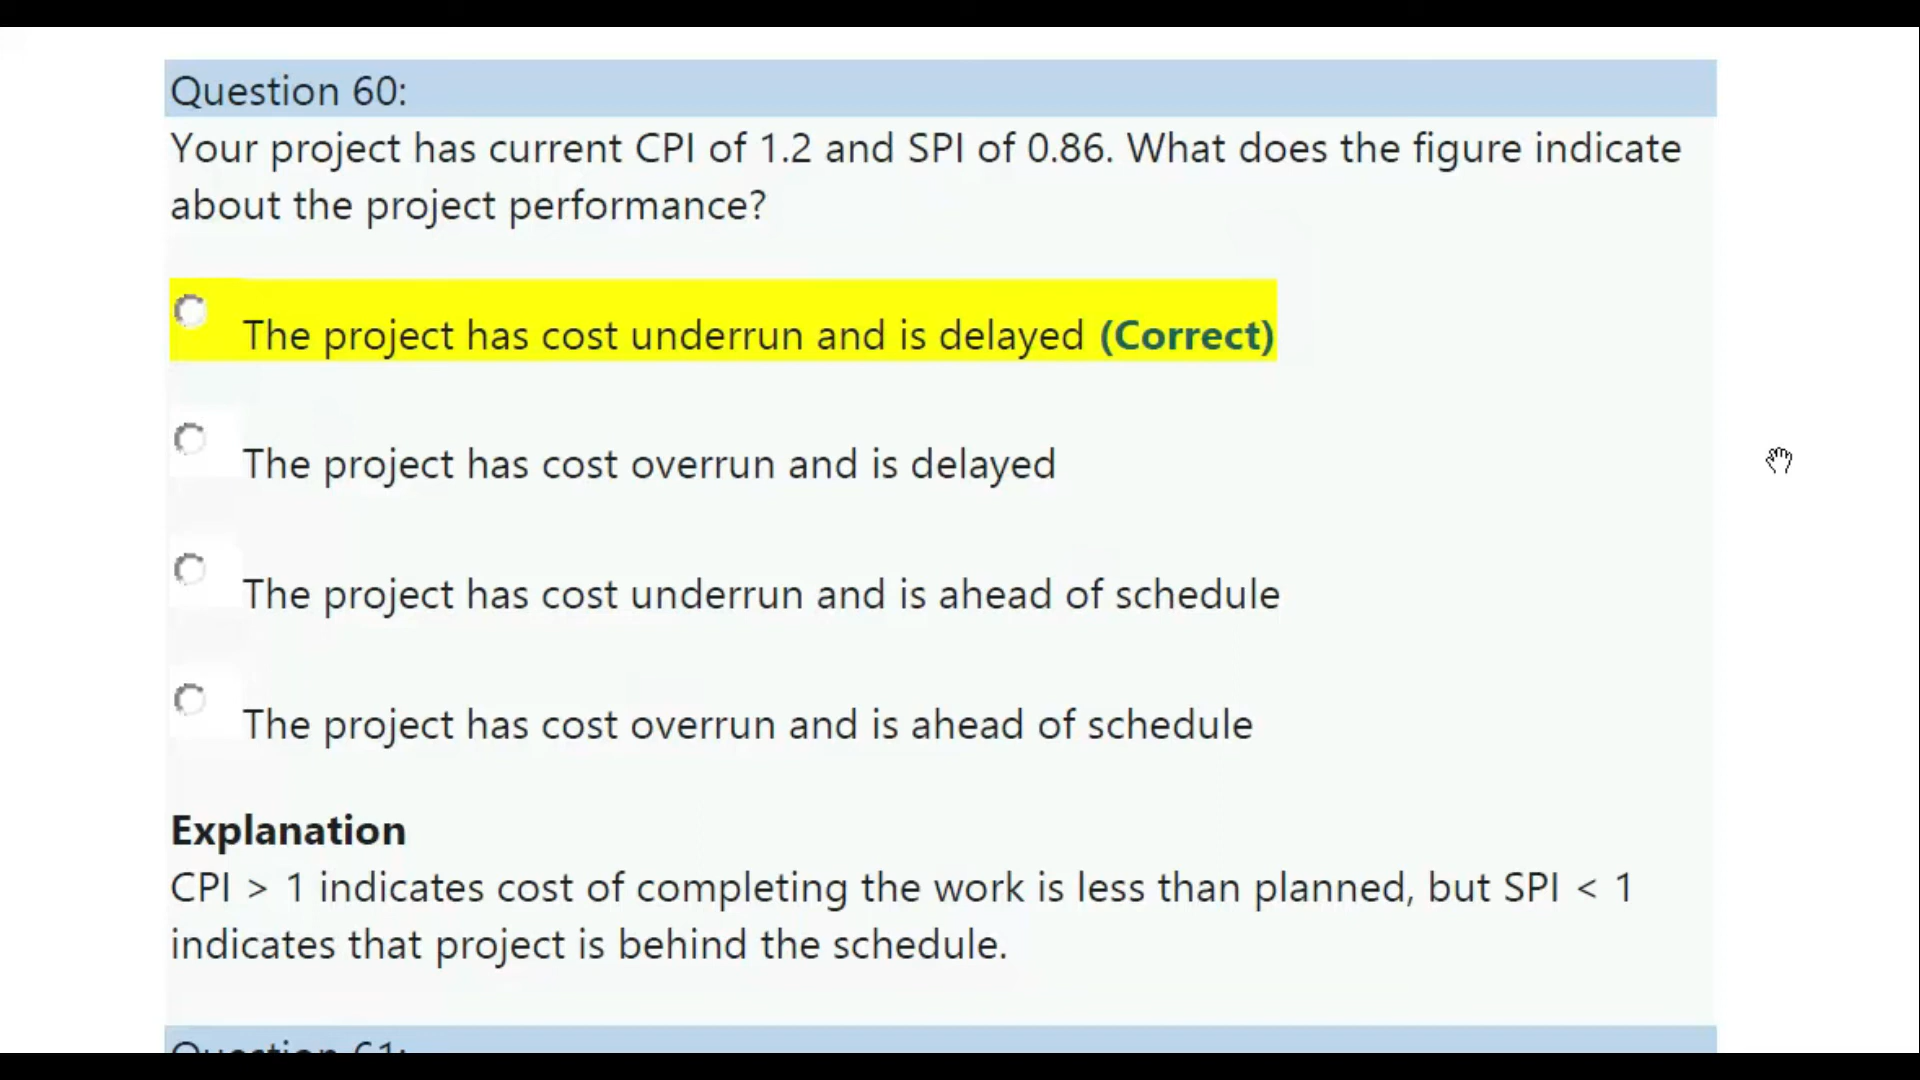 Question 60:
Your project has current CPI of 1.2 and SPI of 0.86. What does the figure indicate
about the project performance?
The project has cost underrun and is delayed (Correct)
The project has cost overrun and is delayed
The project has cost underrun and is ahead of schedule
The project has cost overrun and is ahead of schedule
Explanation
CPI > 1 indicates cost of completing the work is less than planned, but SPI < 1
indicates that project is behind the schedule.
Question 61: